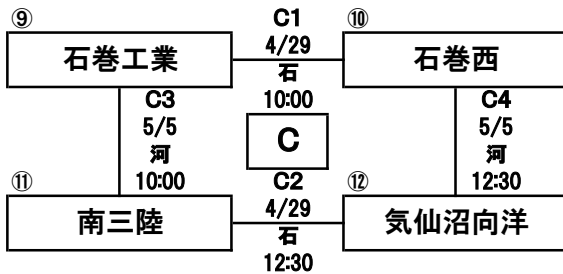 ⑨
C1
⑩
石巻工業
4/29
石
10:00
石巻西
C3
5/5
河
10:00
C
C4
5/5
河
12:30
⑪
C2
⑫
南三陸
4/29
石
12:30
気仙沼向洋